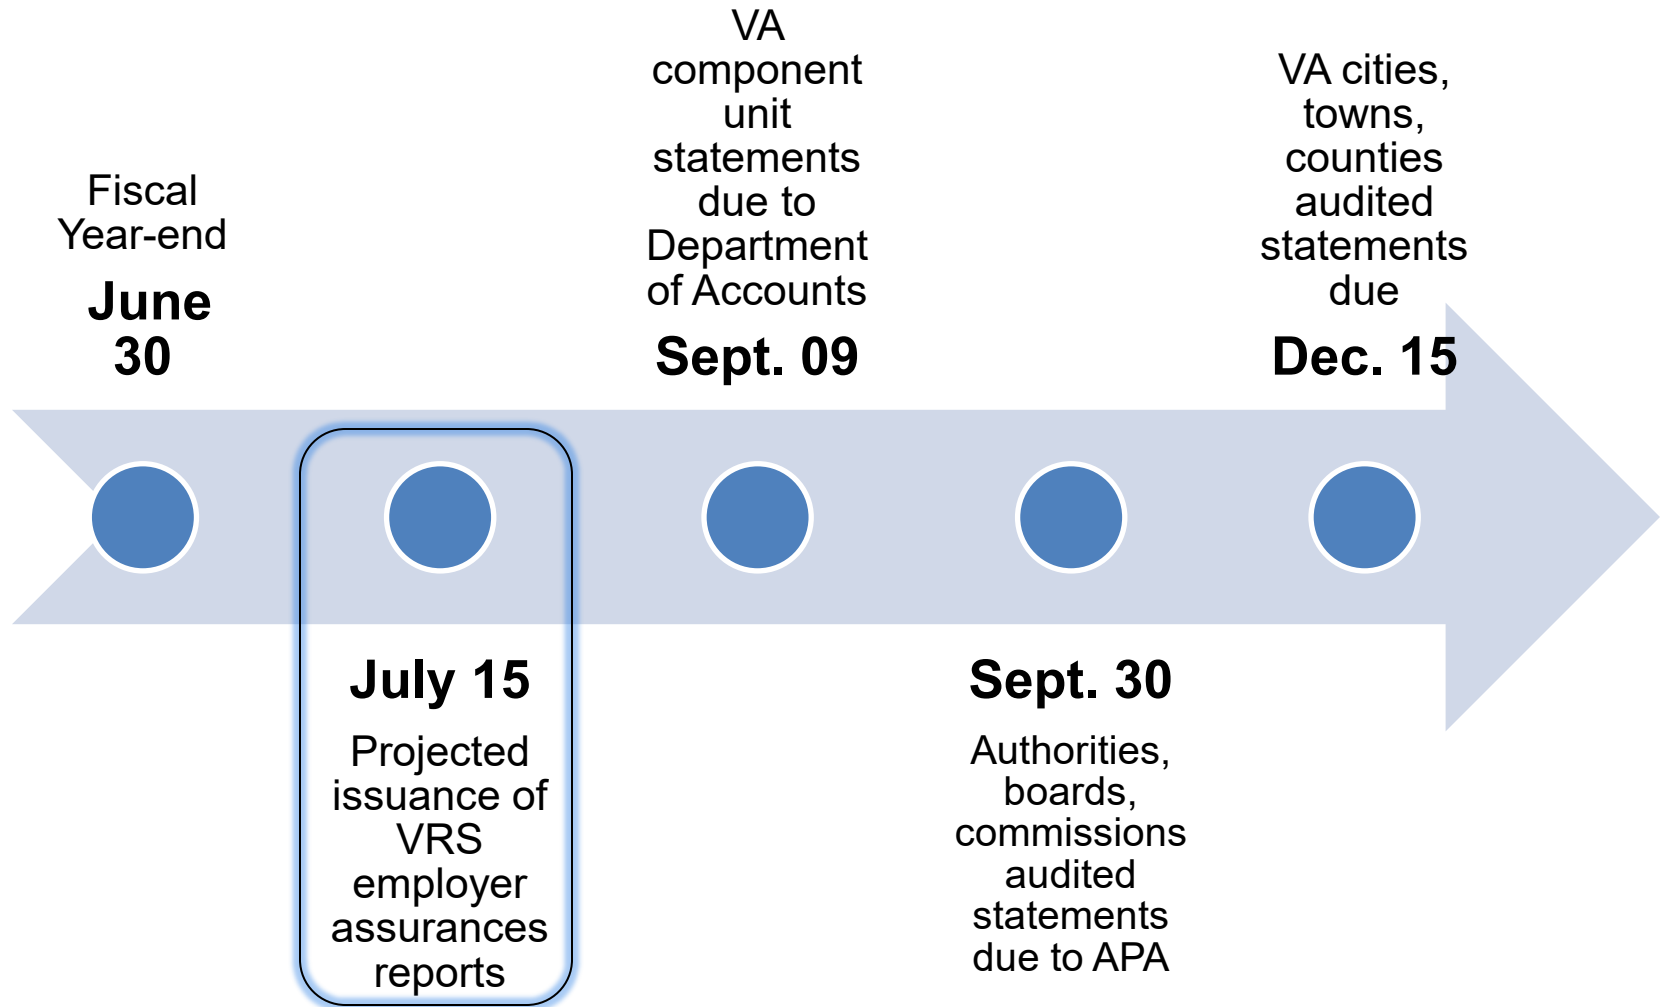 Fiscal
Year-end
June
30
July 15
Projected
issuance of
VRS
employer
assurances
reports
VA
component
unit
statements
due to
Department
of Accounts
Sept. 09
Sept. 30
Authorities,
boards,
commissions
audited
statements
due to APA
VA cities,
towns,
counties
audited
statements
due
Dec. 15